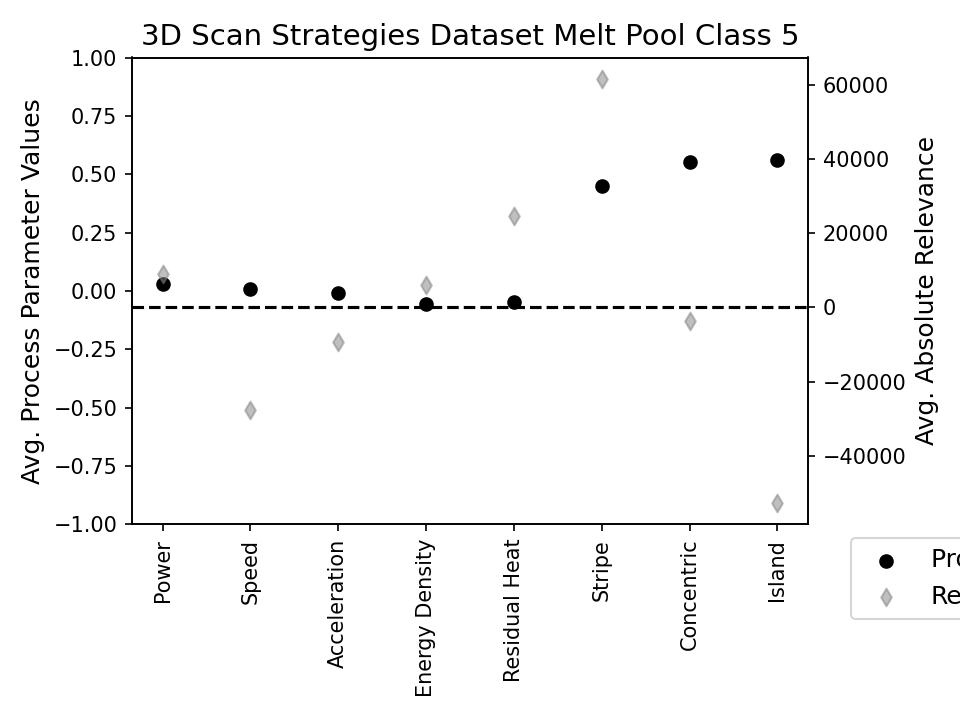 3D Scan Strategies Dataset Melt Pool Class 5
Avg. Process Parameter Values
1.00
0.75
0.50
0.25
0.00
−0.25
−0.50
−0.75
−1.00
60000
40000
20000
0
−20000
−40000
Avg. Absolute Relevance
Power
Speed
Acceleration
Energy Density
Residual Heat
Stripe
Concentric
Island